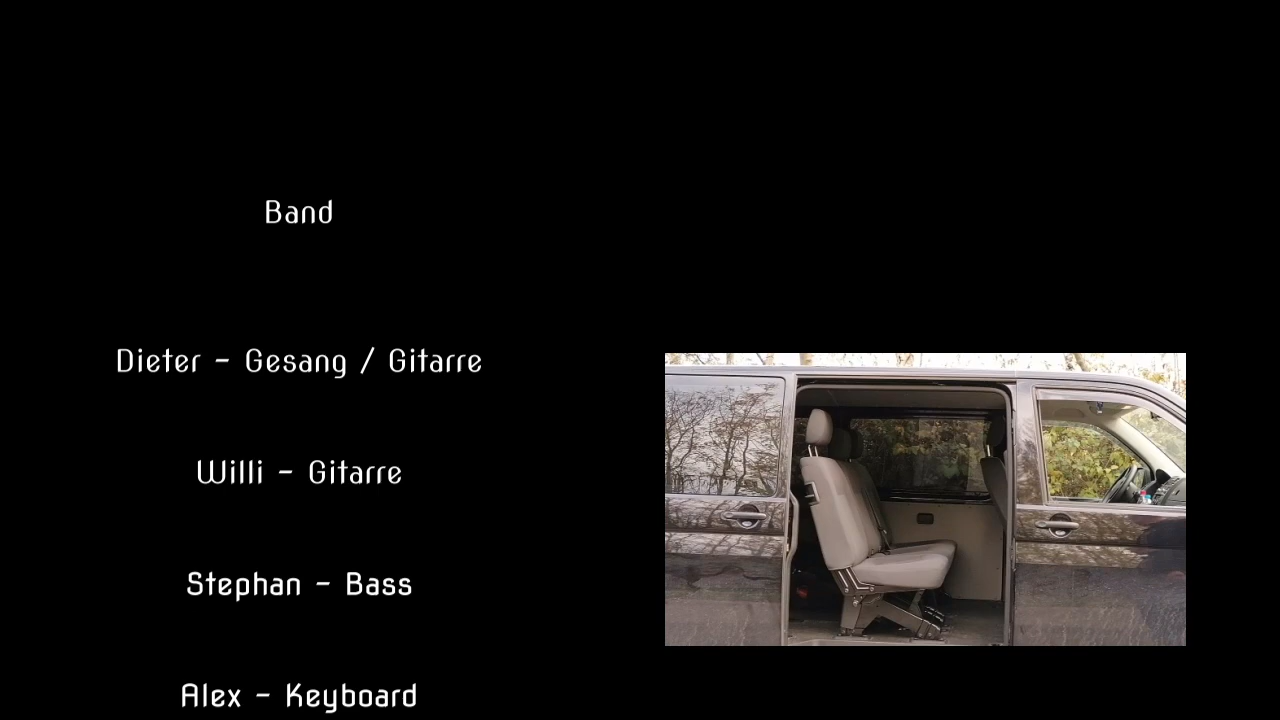 Band
Dieter - Gesang / Gitarre
Willi - Gitarre
Stephan - Bass
Alex - Keyboard